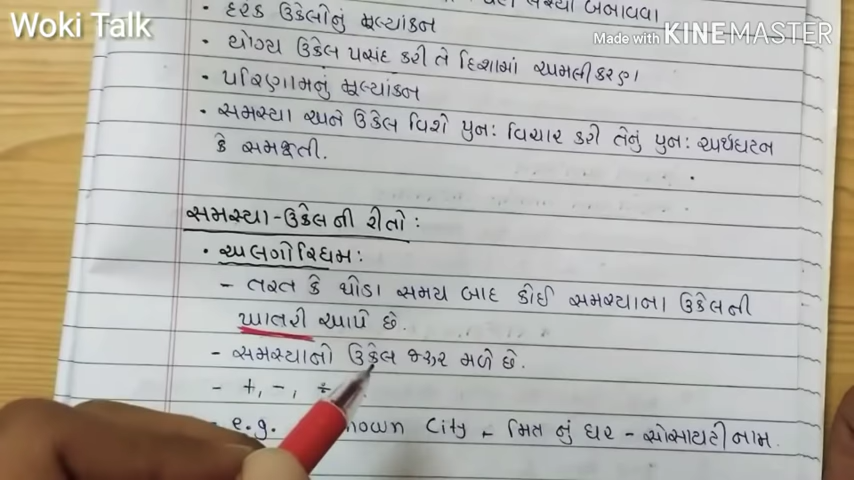 Woki Talk
Made with KINEMASTER
બનાવવા
• દરેક ઉકેલોનું મૂલ્યાંકન
• યોગ્ય ઉકેલ પસંદ કરી તે દિશામાં અમલીકરણ
• પરિણામનું મૂલ્યાંકન
• સમસ્યા અને ઉકેલ વિશે પુનઃ વિચાર કરી તેનું પુનઃ અર્થઘટન
કે સમજૂતી.
સમસ્યા-ઉકેલની રીતો:
• અલગોરિધમ:
- તરત કે થોડા સમય બાદ કોઈ સમસ્યાના ઉકેલની
ખાતરી આપે છે.
- સમસ્યાનો ઉકેલ જરૂર મળે છે.
- +, -, ÷
- e.g. City - મિત્ર નું ઘર - સોસાયટી નામ.